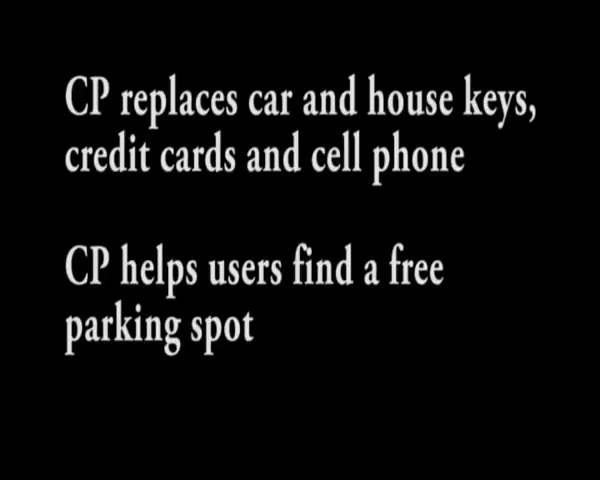 CP replaces car and house keys,
credit cards and cell phone
CP helps users find a free
parking spot